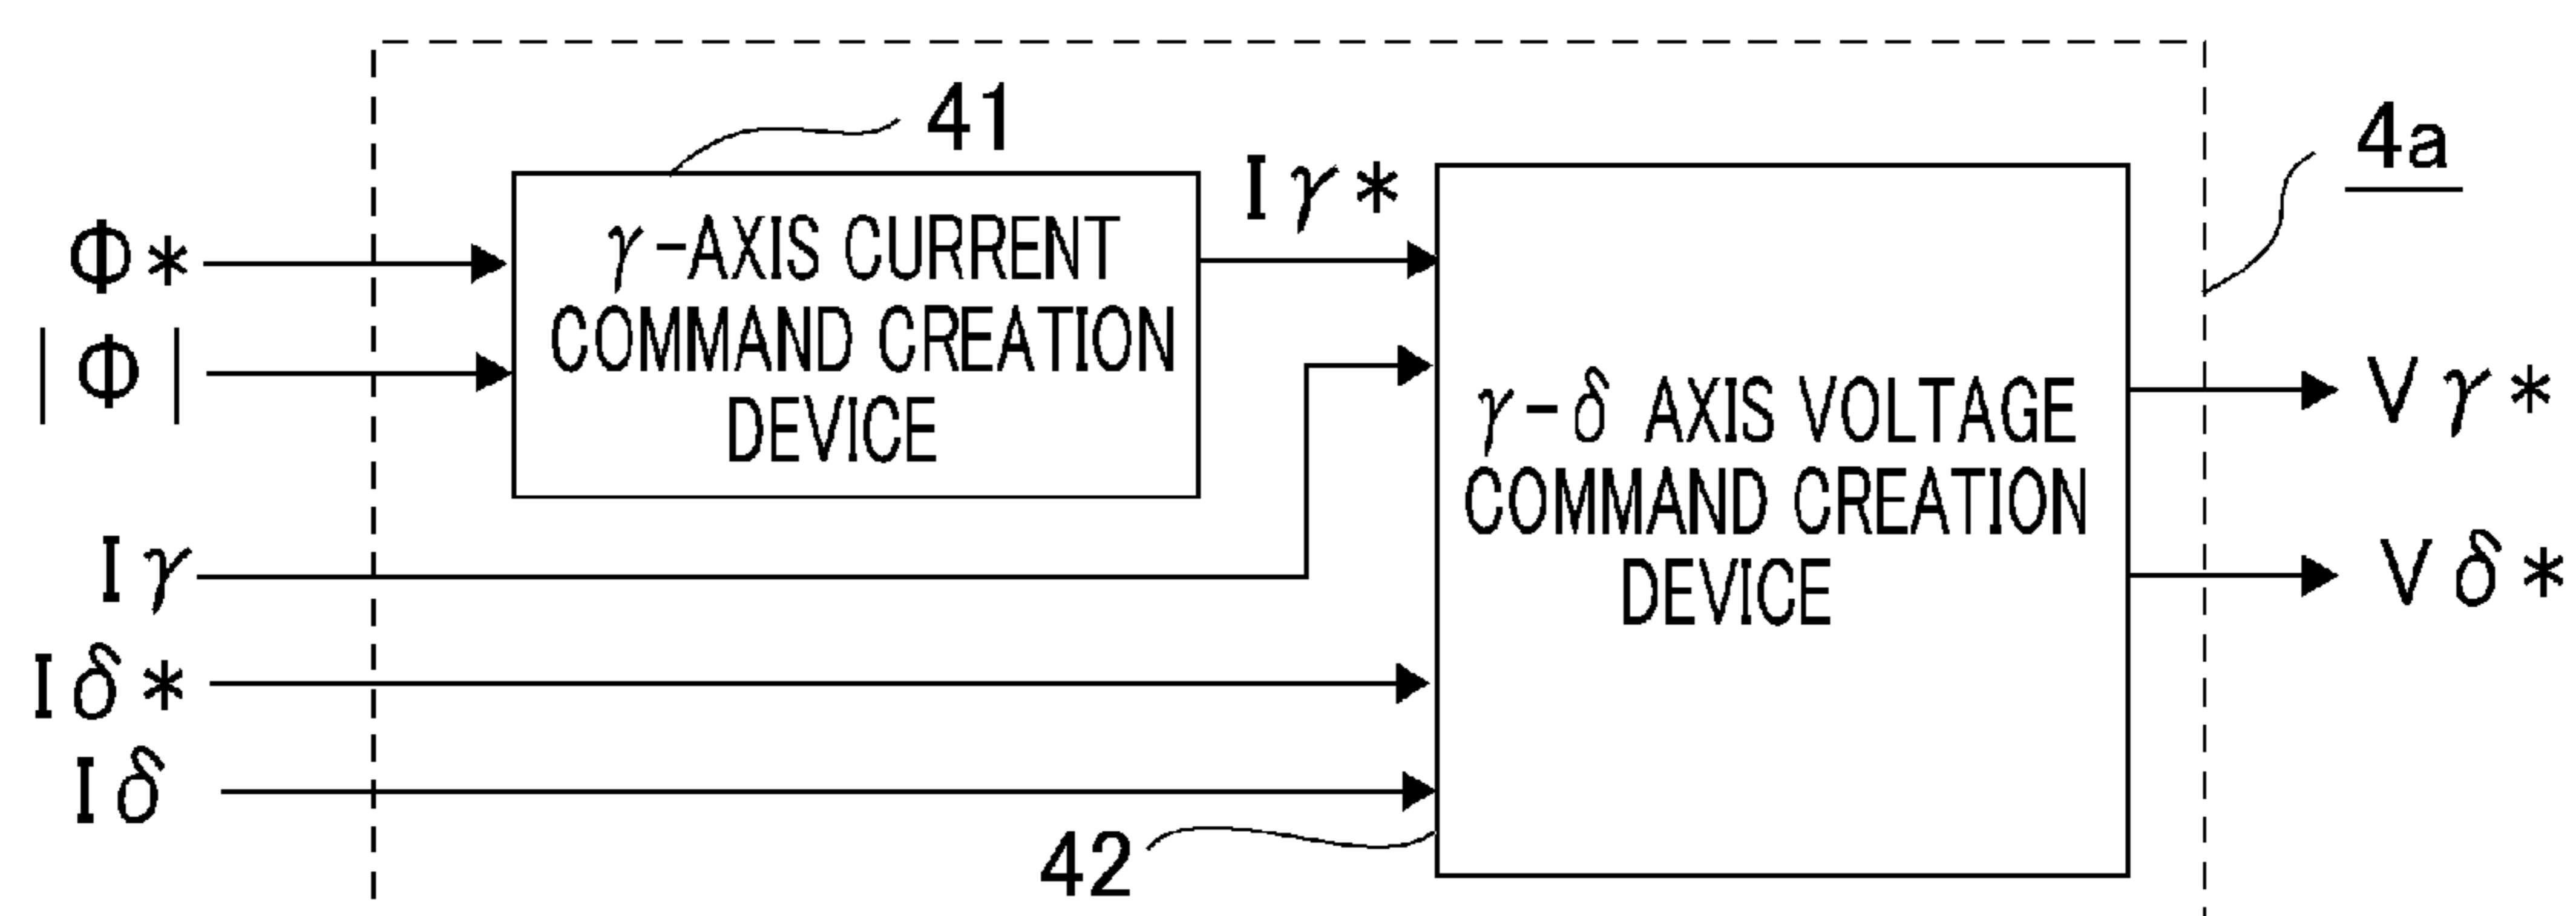 41
4a
Φ*
|Φ|
γ-AXIS CURRENT
COMMAND CREATION
DEVICE
Iγ*
Iγ
Iδ*
Iδ
γ-δ AXIS VOLTAGE
COMMAND CREATION
DEVICE
42
Vγ*
Vδ*